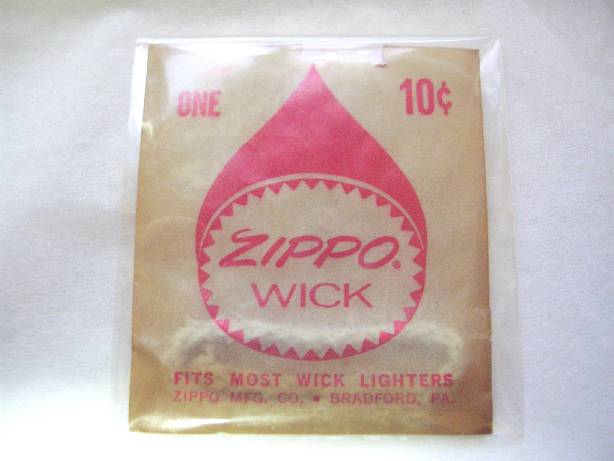 ONE 10¢
ZIPPO®
WICK
FITS MOST WICK LIGHTERS
ZIPPO MFG. CO. • BRADFORD, PA.